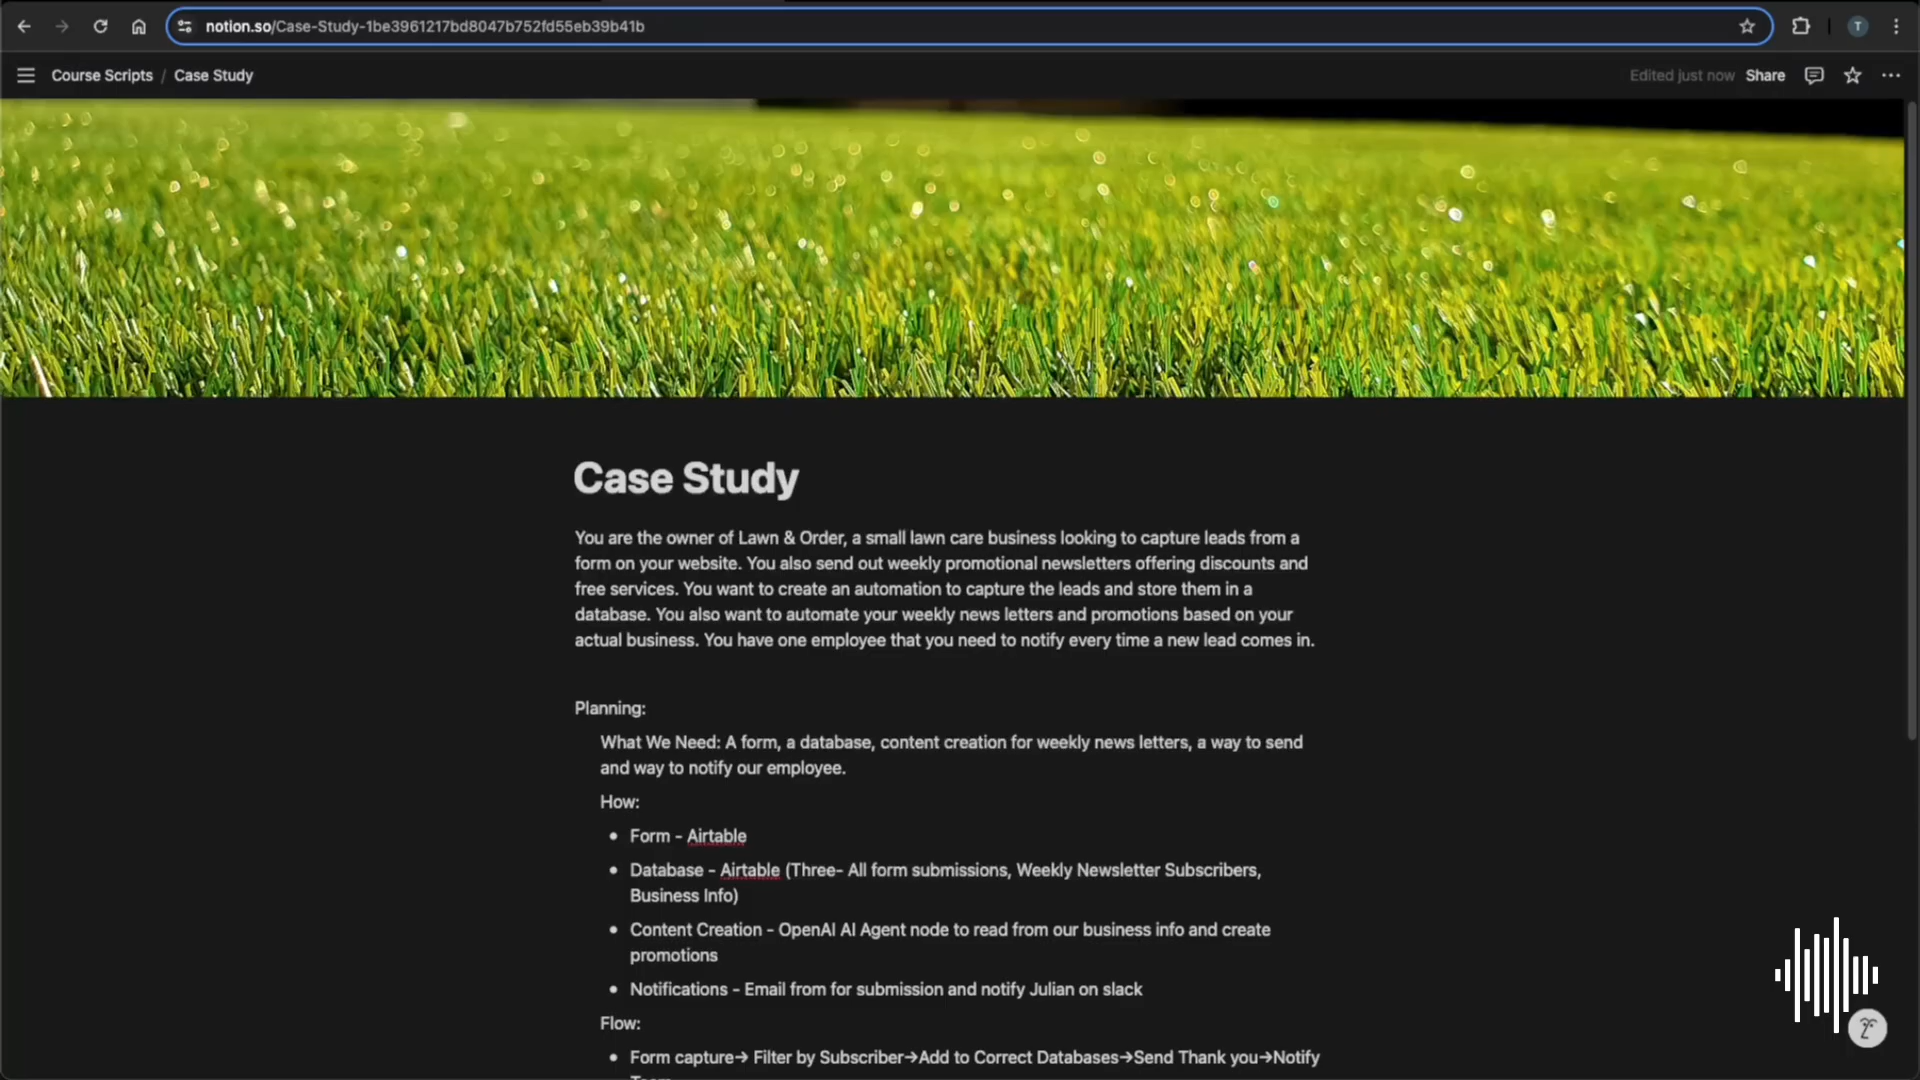 notion.so/Case-Study-1be3961217bd8047b752fd55eb39b41b
T
Course Scripts / Case Study
Edited just now Share
Case Study
You are the owner of Lawn & Order, a small lawn care business looking to capture leads from a
form on your website. You also send out weekly promotional newsletters offering discounts and
free services. You want to create an automation to capture the leads and store them in a
database. You also want to automate your weekly news letters and promotions based on your
actual business. You have one employee that you need to notify every time a new lead comes in.
Planning:
What We Need: A form, a database, content creation for weekly news letters, a way to send
and way to notify our employee.
How:
• Form - Airtable
• Database - Airtable (Three- All form submissions, Weekly Newsletter Subscribers,
Business Info)
• Content Creation - OpenAI AI Agent node to read from our business info and create
promotions
• Notifications - Email from for submission and notify Julian on slack
Flow:
• Form capture→ Filter by Subscriber→Add to Correct Databases→Send Thank you→Notify